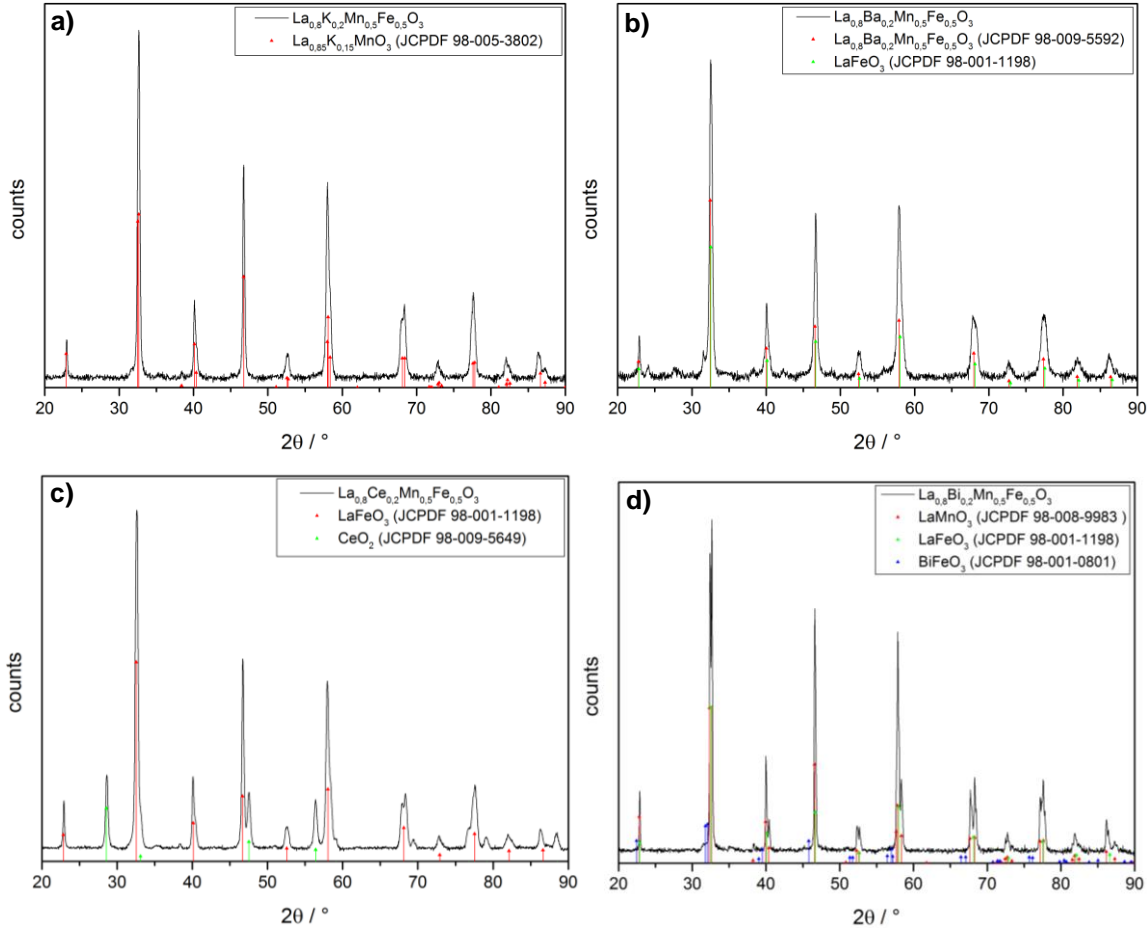 a)
La0,8K0,2Mn0,5Fe0,5O3
La0,85K0,15MnO3 (JCPDF 98-005-3802)
counts
20 30 40 50 60 70 80 90
2θ / °
b)
La0,8Ba0,2Mn0,5Fe0,5O3
La0,8Ba0,2Mn0,5Fe0,5O3 (JCPDF 98-009-5592)
LaFeO3 (JCPDF 98-001-1198)
counts
20 30 40 50 60 70 80 90
2θ / °
c)
La0,8Ce0,2Mn0,5Fe0,5O3
LaFeO3 (JCPDF 98-001-1198)
CeO2 (JCPDF 98-009-5649)
counts
20 30 40 50 60 70 80 90
2θ / °
d)
La0,8Bi0,2Mn0,5Fe0,5O3
LaMnO3 (JCPDF 98-008-9983 )
LaFeO3 (JCPDF 98-001-1198)
BiFeO3 (JCPDF 98-001-0801)
counts
20 30 40 50 60 70 80 90
2θ / °